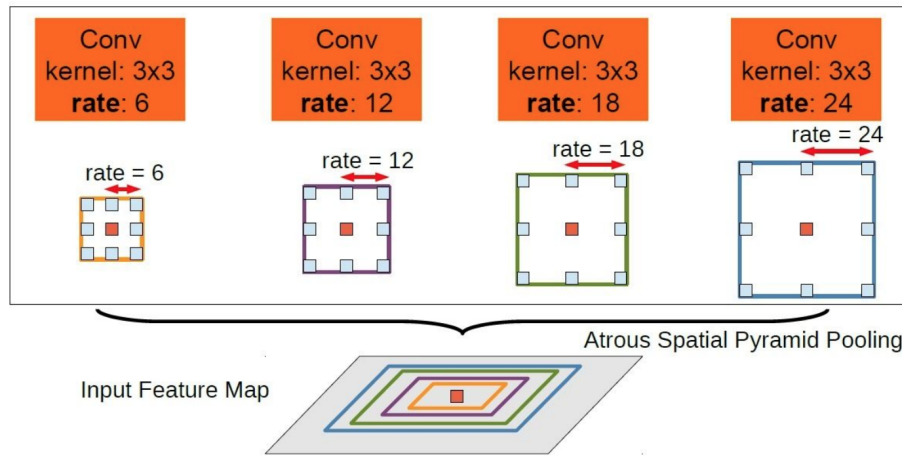 Conv
kernel: 3x3
rate: 6
Conv
kernel: 3x3
rate: 12
Conv
kernel: 3x3
rate: 18
Conv
kernel: 3x3
rate: 24
rate = 6
rate = 12
rate = 18
rate = 24
Atrous Spatial Pyramid Pooling
Input Feature Map